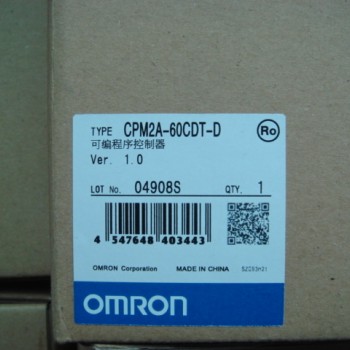 TYPE CPM2A-60CDT-D
可编程序控制器
Ver. 1.0
Ro
LOT No. 04908S QTY. 1
4 547648 403443
OMRON Corporation MADE IN CHINA
OMRON